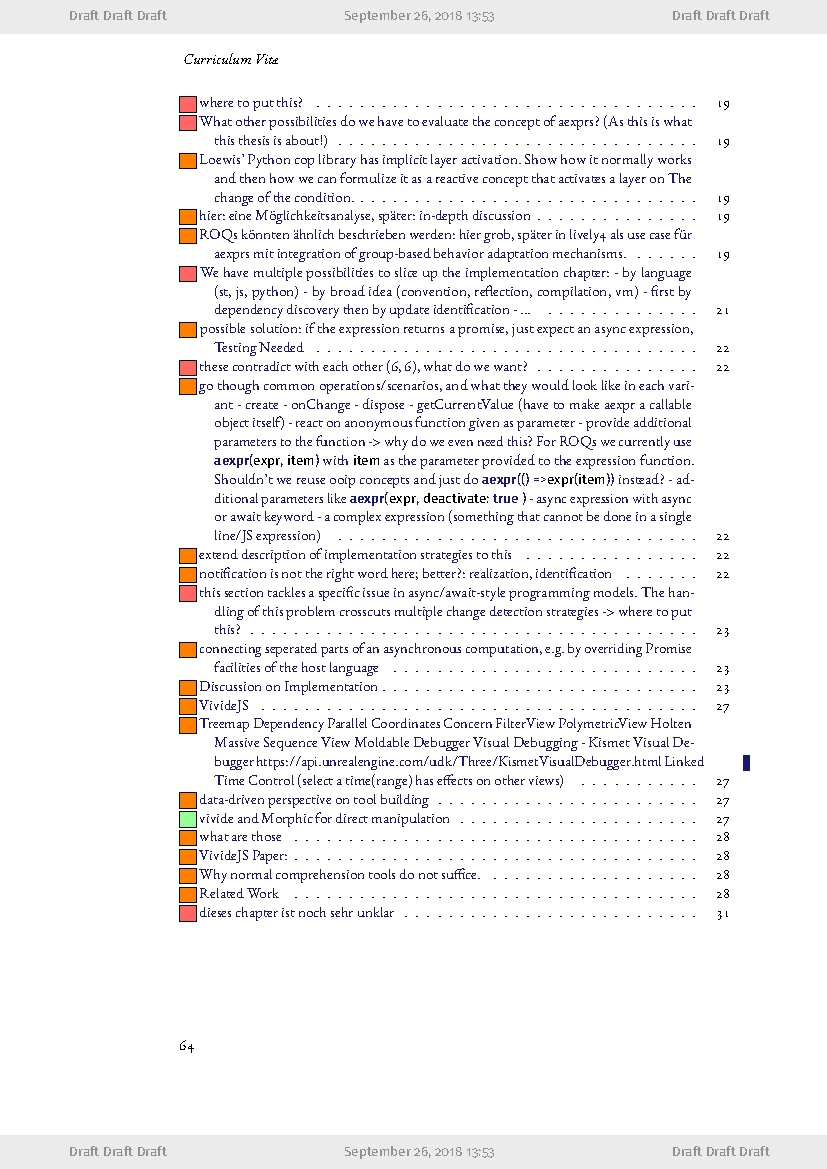 Draft Draft Draft September 26, 2018 13:53 Draft Draft Draft
Curriculum Vitæ
where to put this? . . . . . . . . . . . . . . . . . . . . . . . . . . . . . . . . . . . 19
What other possibilities do we have to evaluate the concept of aexprs? (As this is what
this thesis is about!) . . . . . . . . . . . . . . . . . . . . . . . . . . . . . . . . . 19
Loewis' Python cop library has implicit layer activation. Show how it normally works
and then how we can formulize it as a reactive concept that activates a layer on The
change of the condition. . . . . . . . . . . . . . . . . . . . . . . . . . . . . . . . 19
hier: eine Möglichkeitsanalyse, später: in-depth discussion . . . . . . . . . . . . . . . 19
ROQs könnten ähnlich beschrieben werden: hier grob, später in lively4 als use case für
aexprs mit integration of group-based behavior adaptation mechanisms. . . . . . . 19
We have multiple possibilities to slice up the implementation chapter: - by language
(st, js, python) - by broad idea (convention, reflection, compilation, vm) - first by
dependency discovery then by update identification - ... . . . . . . . . . . . . . . 21
possible solution: if the expression returns a promise, just expect an async expression,
Testing Needed . . . . . . . . . . . . . . . . . . . . . . . . . . . . . . . . . . . 22
these contradict with each other (6, 6), what do we want? . . . . . . . . . . . . . . . 22
go though common operations/scenarios, and what they would look like in each vari-
ant - create - onChange - dispose - getCurrentValue (have to make aexpr a callable
object itself) - react on anonymous function given as parameter - provide additional
parameters to the function -> why do we even need this? For ROQs we currently use
aexpr(expr, item) with item as the parameter provided to the expression function.
Shouldn't we reuse ooip concepts and just do aexpr(() =>expr(item)) instead? - ad-
ditional parameters like aexpr(expr, deactivate: true ) - async expression with async
or await keyword - a complex expression (something that cannot be done in a single
line/JS expression) . . . . . . . . . . . . . . . . . . . . . . . . . . . . . . . . . 22
extend description of implementation strategies to this . . . . . . . . . . . . . . . . 22
notification is not the right word here; better?: realization, identification . . . . . . . 22
this section tackles a specific issue in async/await-style programming models. The han-
dling of this problem crosscuts multiple change detection strategies -> where to put
this? . . . . . . . . . . . . . . . . . . . . . . . . . . . . . . . . . . . . . . . . . 23
connecting seperated parts of an asynchronous computation, e.g. by overriding Promise
facilities of the host language . . . . . . . . . . . . . . . . . . . . . . . . . . . . 23
Discussion on Implementation . . . . . . . . . . . . . . . . . . . . . . . . . . . . . 23
VivideJS . . . . . . . . . . . . . . . . . . . . . . . . . . . . . . . . . . . . . . . . 27
Treemap Dependency Parallel Coordinates Concern FilterView PolymetricView Holten
Massive Sequence View Moldable Debugger Visual Debugging - Kismet Visual De-
bugger https://api.unrealengine.com/udk/Three/KismetVisualDebugger.html Linked
Time Control (select a time(range) has effects on other views) . . . . . . . . . . . 27
data-driven perspective on tool building . . . . . . . . . . . . . . . . . . . . . . . . 27
vivide and Morphic for direct manipulation . . . . . . . . . . . . . . . . . . . . . . 27
what are those . . . . . . . . . . . . . . . . . . . . . . . . . . . . . . . . . . . . . 28
VivideJS Paper: . . . . . . . . . . . . . . . . . . . . . . . . . . . . . . . . . . . . . 28
Why normal comprehension tools do not suffice. . . . . . . . . . . . . . . . . . . . 28
Related Work . . . . . . . . . . . . . . . . . . . . . . . . . . . . . . . . . . . . . 28
dieses chapter ist noch sehr unklar . . . . . . . . . . . . . . . . . . . . . . . . . . . 31
64
Draft Draft Draft September 26, 2018 13:53 Draft Draft Draft